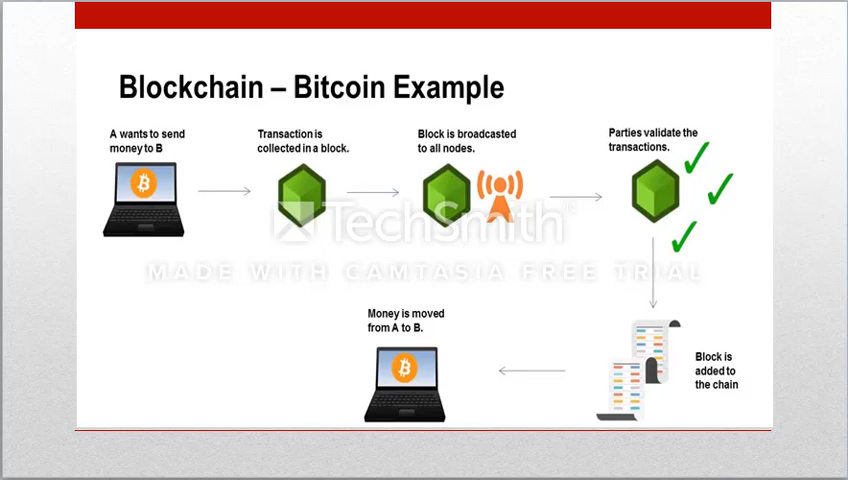 Blockchain – Bitcoin Example
A wants to send
money to B
Transaction is
collected in a block.
Block is broadcasted
to all nodes.
Parties validate the
transactions.
TechSmith
MADE WITH CAMTASIA FREE TRIAL
Money is moved
from A to B.
Block is
added to
the chain